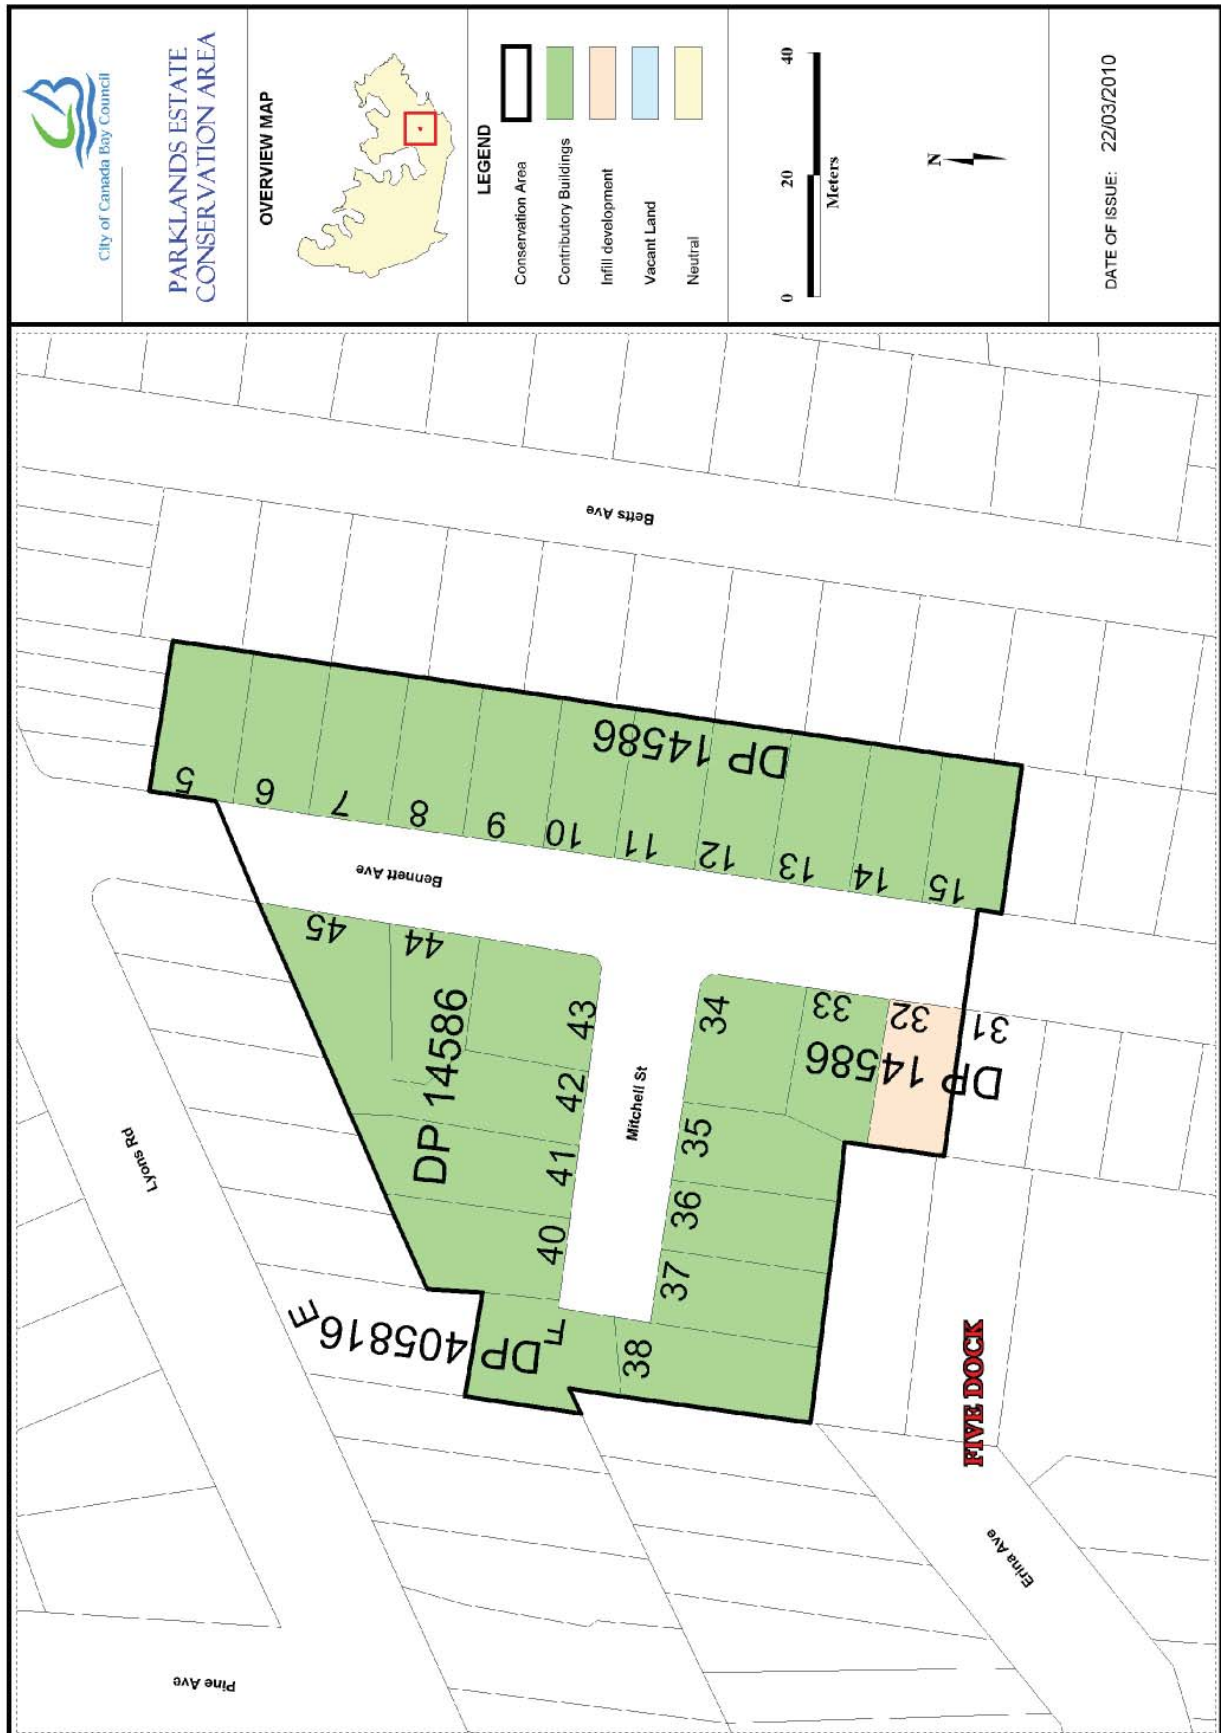 City of Canada Bay Council
PARKLANDS ESTATE
CONSERVATION AREA
OVERVIEW MAP
LEGEND
Conservation Area
Contributory Buildings
Infill development
Vacant Land
Neutral
0 20 40
Meters
N
DATE OF ISSUE: 22/03/2010
Pine Ave
Lyons Rd
Bennett Ave
Betts Ave
Mitchell St
Erina Ave
FIVE DOCK
5
6
7
8
9
10
11
12
13
14
15
DP 14586
45
44
43
42
41
40
DP 14586
DP 405816
E
F
38
37
36
35
34
33
32
31
DP 14586